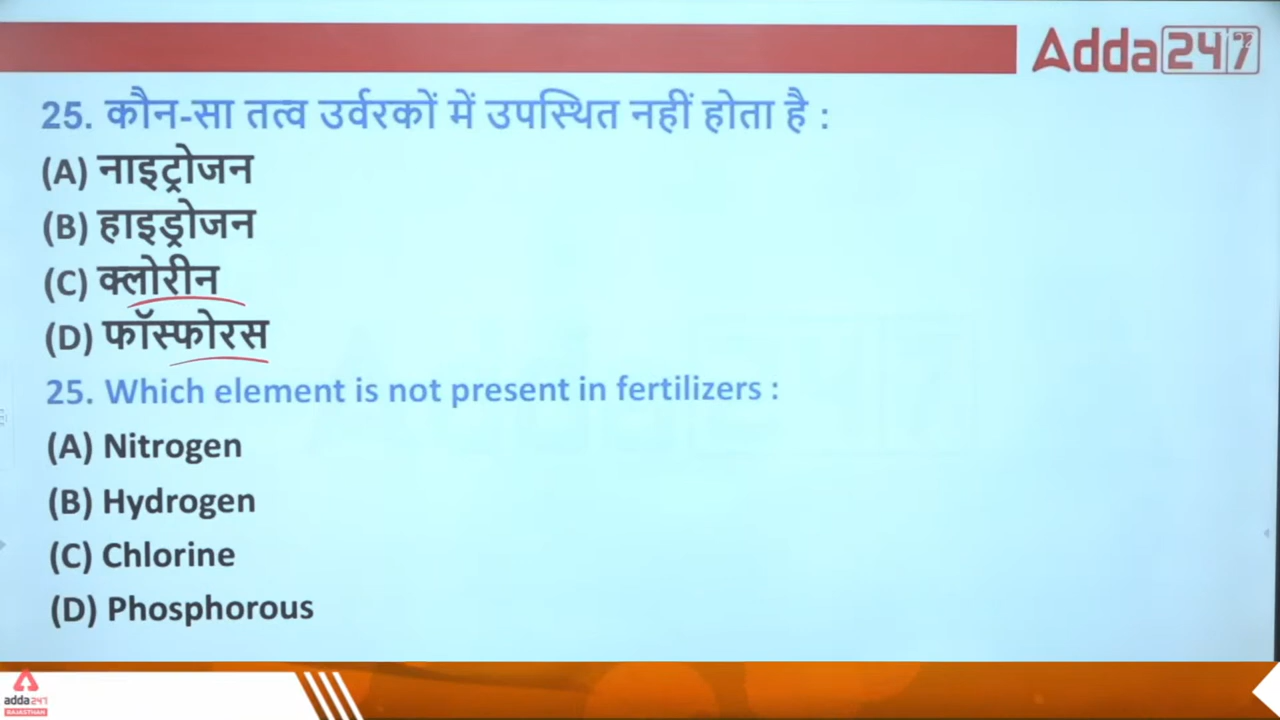 Adda247
25. कौन-सा तत्व उर्वरकों में उपस्थित नहीं होता है :
(A) नाइट्रोजन
(B) हाइड्रोजन
(C) क्लोरीन
(D) फॉस्फोरस
25. Which element is not present in fertilizers :
(A) Nitrogen
(B) Hydrogen
(C) Chlorine
(D) Phosphorous
adda247
RAJASTHAN